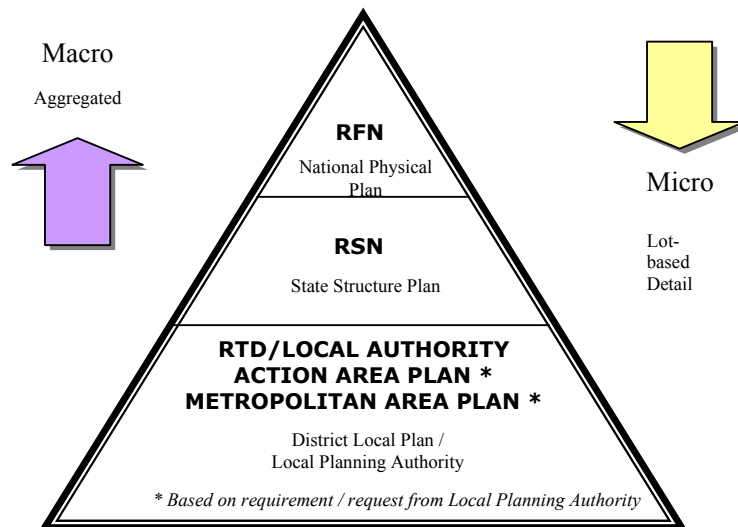 Macro
Aggregated
RFN
National Physical
Plan
Micro
RSN
State Structure Plan
Lot-
based
Detail
RTD/LOCAL AUTHORITY
ACTION AREA PLAN *
METROPOLITAN AREA PLAN *
District Local Plan /
Local Planning Authority
* Based on requirement / request from Local Planning Authority